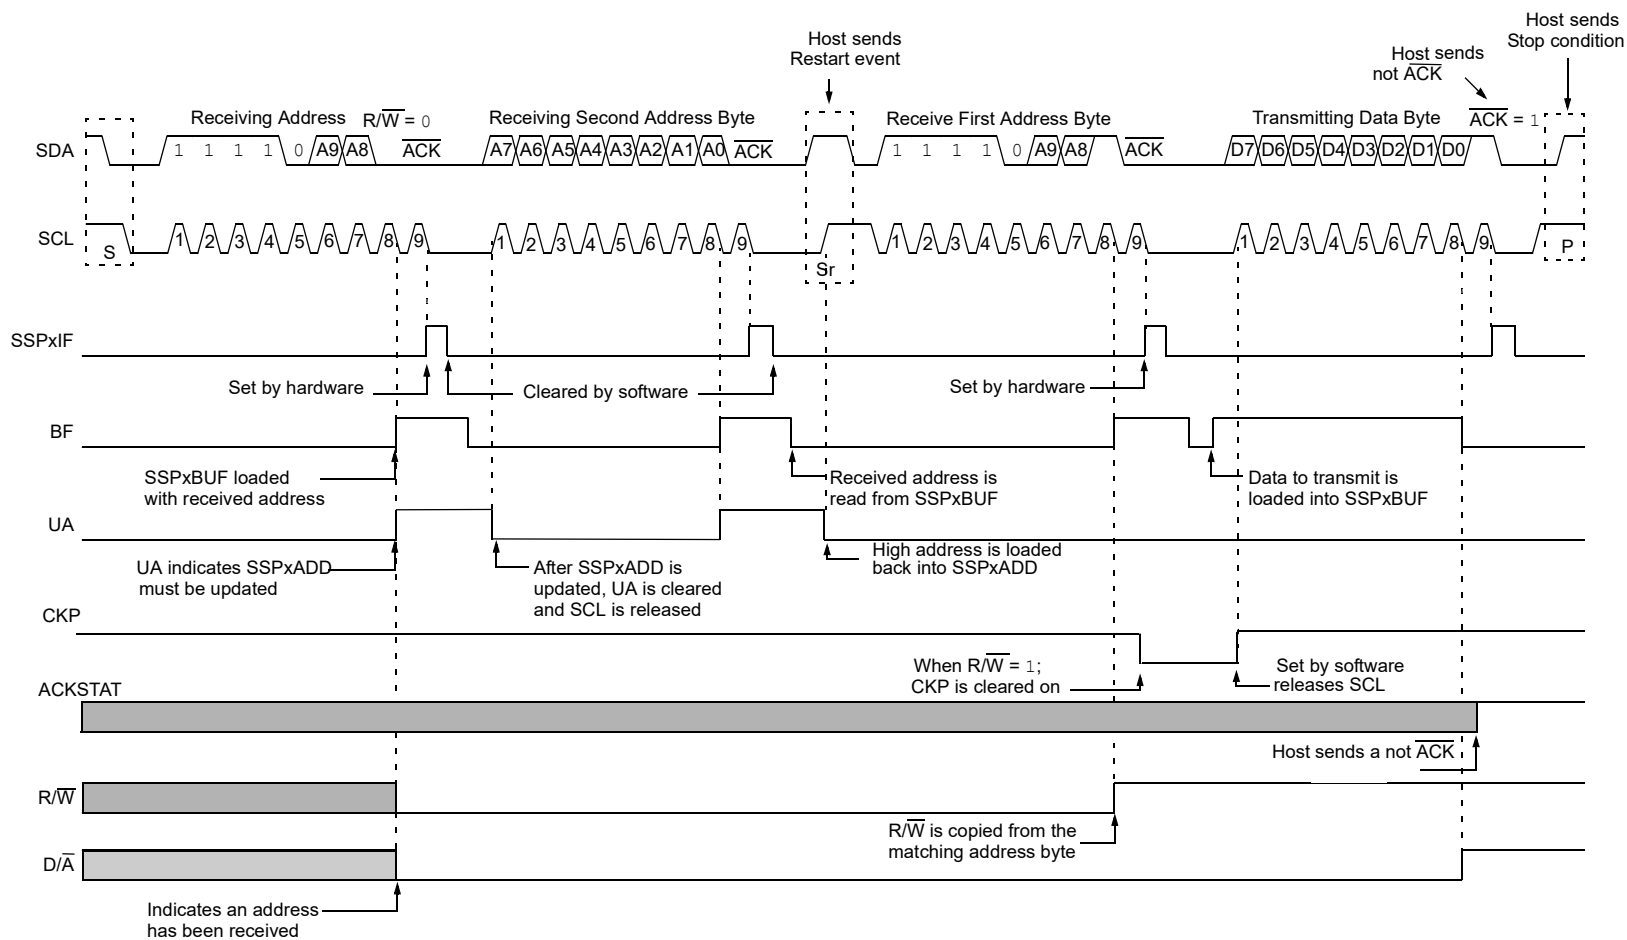 Host sends
Stop condition
Host sends
Restart event
Host sends
not ACK
Receiving Address R/W = 0
Receiving Second Address Byte
Receive First Address Byte
Transmitting Data Byte
ACK = 1
SDA
1 1 1 1 0 A9 A8 ACK
A7 A6 A5 A4 A3 A2 A1 A0 ACK
1 1 1 1 0 A9 A8 ACK
D7 D6 D5 D4 D3 D2 D1 D0
SCL
S
1 2 3 4 5 6 7 8 9
1 2 3 4 5 6 7 8 9
Sr
1 2 3 4 5 6 7 8 9
1 2 3 4 5 6 7 8 9
P
SSPxIF
Set by hardware
Cleared by software
Set by hardware
BF
SSPxBUF loaded
with received address
Received address is
read from SSPxBUF
Data to transmit is
loaded into SSPxBUF
UA
UA indicates SSPxADD
must be updated
After SSPxADD is
updated, UA is cleared
and SCL is released
High address is loaded
back into SSPxADD
CKP
When R/W = 1;
CKP is cleared on
Set by software
releases SCL
ACKSTAT
Host sends a not ACK
R/W
R/W is copied from the
matching address byte
D/A
Indicates an address
has been received